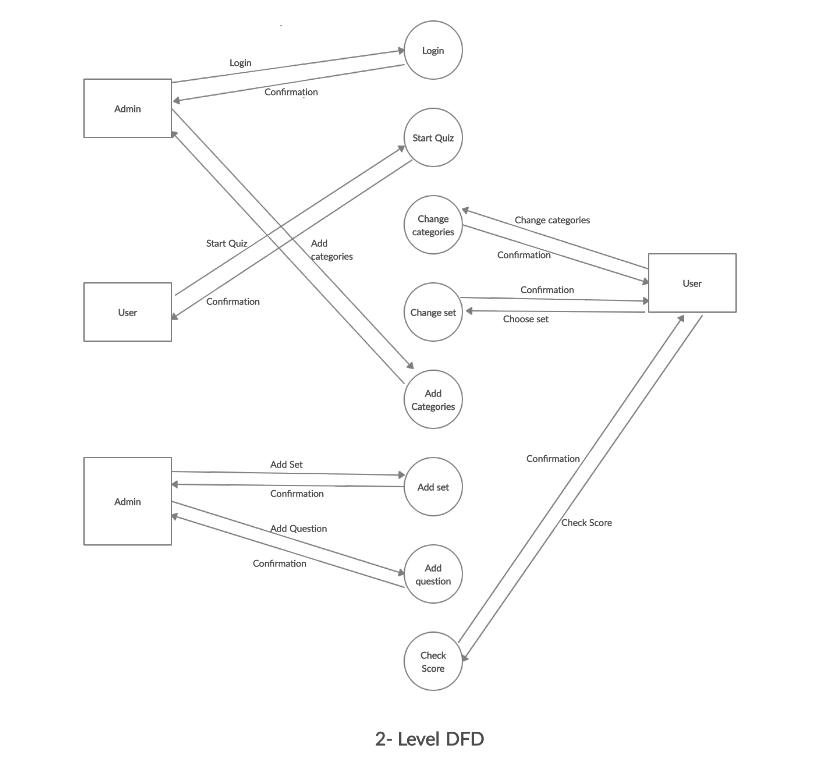 Login
Login
Confirmation
Admin
Start Quiz
Change
categories
Change categories
Start Quiz
Add
categories
Confirmation
User
Confirmation
Confirmation
User
Change set
Choose set
Add
Categories
Add Set
Confirmation
Admin
Add set
Confirmation
Add Question
Check Score
Confirmation
Add
question
Check
Score
2- Level DFD